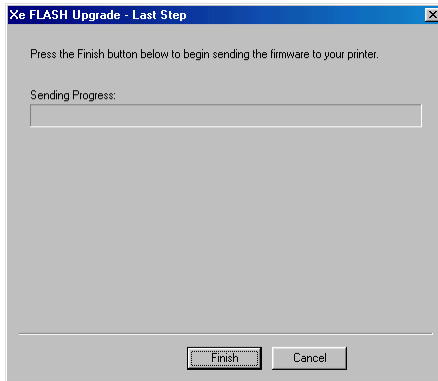 Xe FLASH Upgrade - Last Step
Press the Finish button below to begin sending the firmware to your printer.
Sending Progress:
Finish Cancel